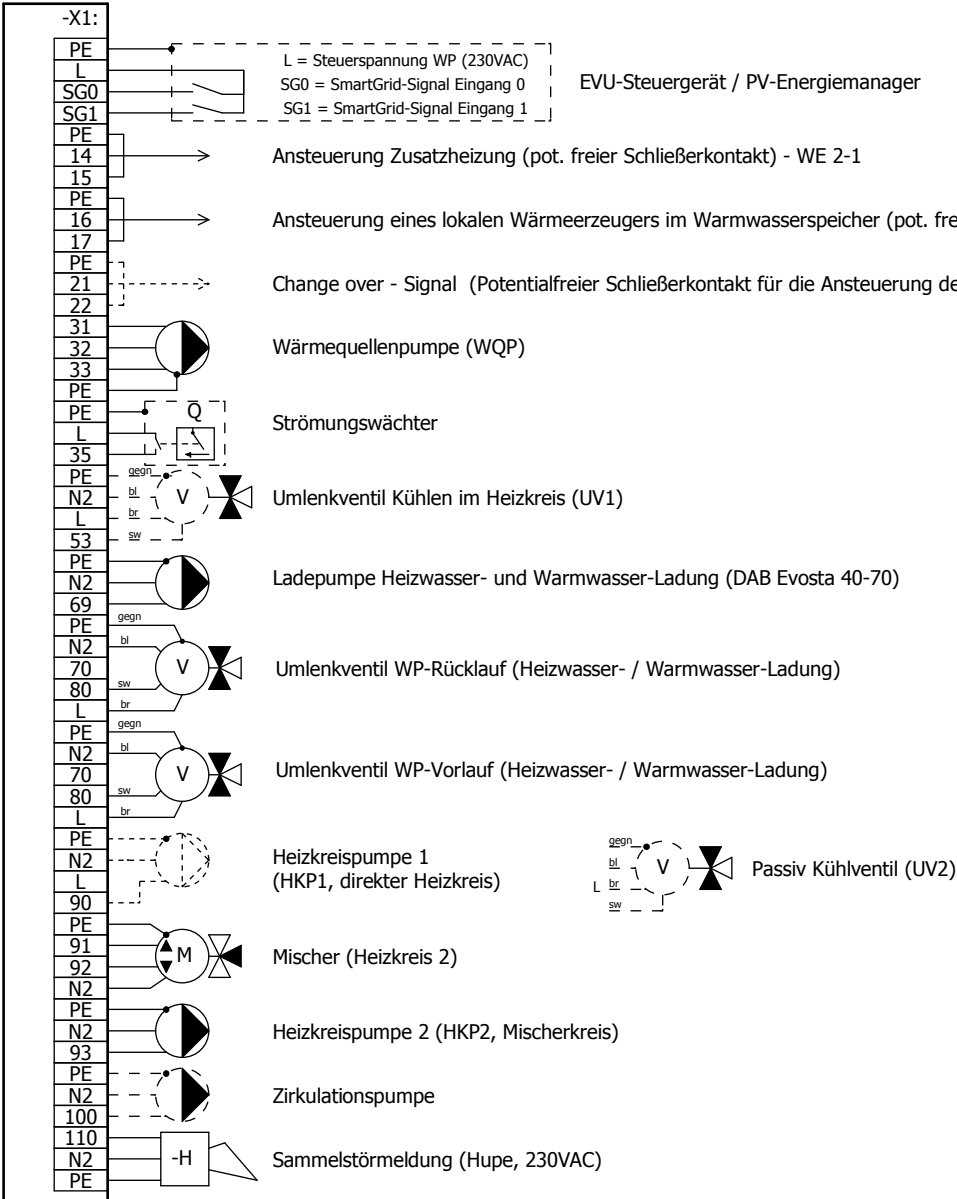 -X1:
PE
L
SG0
SG1
L = Steuerspannung WP (230VAC)
SG0 = SmartGrid-Signal Eingang 0
SG1 = SmartGrid-Signal Eingang 1
EVU-Steuergerät / PV-Energiemanager
PE
14
15
Ansteuerung Zusatzheizung (pot. freier Schließerkontakt) - WE 2-1
PE
16
17
Ansteuerung eines lokalen Wärmeerzeugers im Warmwasserspeicher (pot. fre
PE
21
22
Change over - Signal (Potentialfreier Schließerkontakt für die Ansteuerung de
31
32
33
PE
Wärmequellenpumpe (WQP)
PE
L
35
Q
Strömungswächter
PE
N2
L
53
gegn
bl
br
sw
V
Umlenkventil Kühlen im Heizkreis (UV1)
PE
N2
69
Ladepumpe Heizwasser- und Warmwasser-Ladung (DAB Evosta 40-70)
PE
N2
70
80
L
gegn
bl
sw
br
V
Umlenkventil WP-Rücklauf (Heizwasser- / Warmwasser-Ladung)
PE
N2
70
80
L
gegn
bl
sw
br
V
Umlenkventil WP-Vorlauf (Heizwasser- / Warmwasser-Ladung)
PE
N2
L
90
Heizkreispumpe 1
(HKP1, direkter Heizkreis)
gegn
bl
L br
sw
V
Passiv Kühlventil (UV2)
PE
91
92
N2
M
Mischer (Heizkreis 2)
PE
N2
93
Heizkreispumpe 2 (HKP2, Mischerkreis)
PE
N2
100
Zirkulationspumpe
110
N2
PE
-H
Sammelstörmeldung (Hupe, 230VAC)